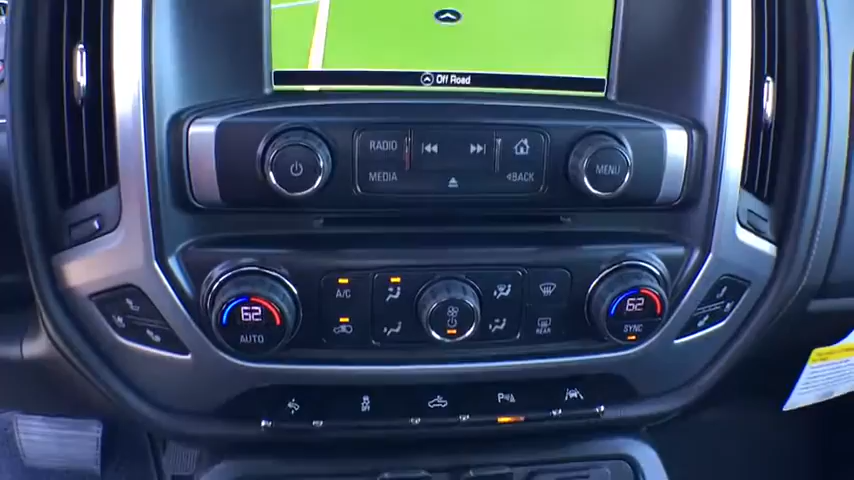 Off Road
RADIO
MENU
MEDIA
BACK
A/C
62
62
AUTO
REAR
SYNC